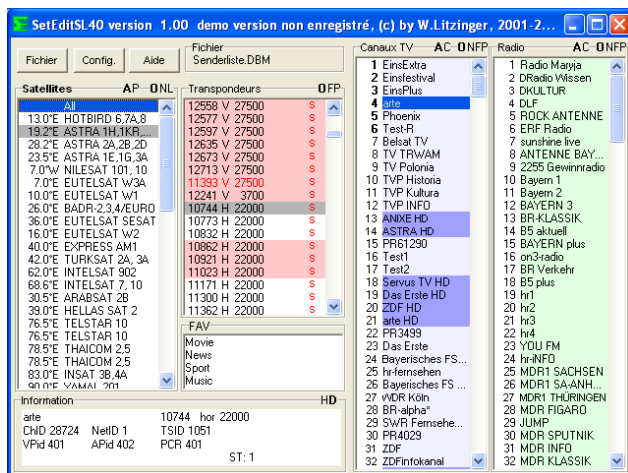 SetEditSL40 version 1.00 demo version non enregistré, (c) by W.Litzinger, 2001-2...
Fichier
Config.
Aide
Fichier
Senderliste.DBM
Satellites AP ONL
All
13.0°E HOTBIRD 6,7A,8
19.2°E ASTRA 1H,1KR,...
28.2°E ASTRA 2A,2B,2D
23.5°E ASTRA 1E,1G,3A
7.0°W NILESAT 101, 10
7.0°E EUTELSAT W3A
10.0°E EUTELSAT W1
26.0°E BADR-2,3,4/EURO
36.0°E EUTELSAT SESAT
16.0°E EUTELSAT W2
40.0°E EXPRESS AM1
42.0°E TURKSAT 2A, 3A
62.0°E INTELSAT 902
68.6°E INTELSAT 7, 10
30.5°E ARABSAT 2B
39.0°E HELLAS SAT 2
76.5°E TELSTAR 10
76.5°E TELSTAR 10
78.5°E THAICOM 2,5
78.5°E THAICOM 2,5
83.0°E INSAT 3B,4A
90.0°E YAMAL 201
Transpondeurs OFP
12558 V 27500 S
12577 V 27500 S
12597 V 27500 S
12635 V 27500 S
12673 V 27500 S
12713 V 27500 S
11393 V 27500 S
12241 V 3700 S
10744 H 22000 S
10773 H 22000 S
10832 H 22000 S
10862 H 22000 S
10921 H 22000 S
11023 H 22000 S
11171 H 22000 S
11300 H 22000 S
11362 H 22000 S
FAV
Movie
News
Sport
Music
Canaux TV AC ONFP
1 EinsExtra
2 Einsfestival
3 EinsPlus
4 arte
5 Phoenix
6 Test-R
7 Belsat TV
8 TV TRWAM
9 TV Polonia
10 TVP Historia
11 TVP Kultura
12 TVP INFO
13 ANIXE HD
14 ASTRA HD
15 PR61290
16 Test1
17 Test2
18 Servus TV HD
19 Das Erste HD
20 ZDF HD
21 arte HD
22 PR3499
23 Das Erste
24 Bayerisches FS ...
25 hr-fernsehen
26 Bayerisches FS ...
27 WDR Köln
28 BR-alpha*
29 SWR Fernsehe...
30 PR4029
31 ZDF
32 ZDFinfokanal
Radio AC ONFP
1 Radio Maryja
2 DRadio Wissen
3 DKULTUR
4 DLF
5 ROCK ANTENNE
6 ERF Radio
7 sunshine live
8 ANTENNE BAY...
9 2255 Gewinnradio
10 Bayern 1
11 Bayern 2
12 BAYERN 3
13 BR-KLASSIK
14 B5 aktuell
15 BAYERN plus
16 on3-radio
17 BR Verkehr
18 B5 plus
19 hr1
20 hr2
21 hr3
22 hr4
23 YOU FM
24 hr-iNFO
25 MDR1 SACHSEN
26 MDR1 SA-ANH...
27 MDR1 THÜRINGEN
28 MDR FIGARO
29 JUMP
30 MDR SPUTNIK
31 MDR INFO
32 MDR KLASSIK
Information HD
arte 10744 hor 22000
ChID 28724 NetID 1 TSID 1051
VPid 401 APid 402 PCR 401
ST: 1